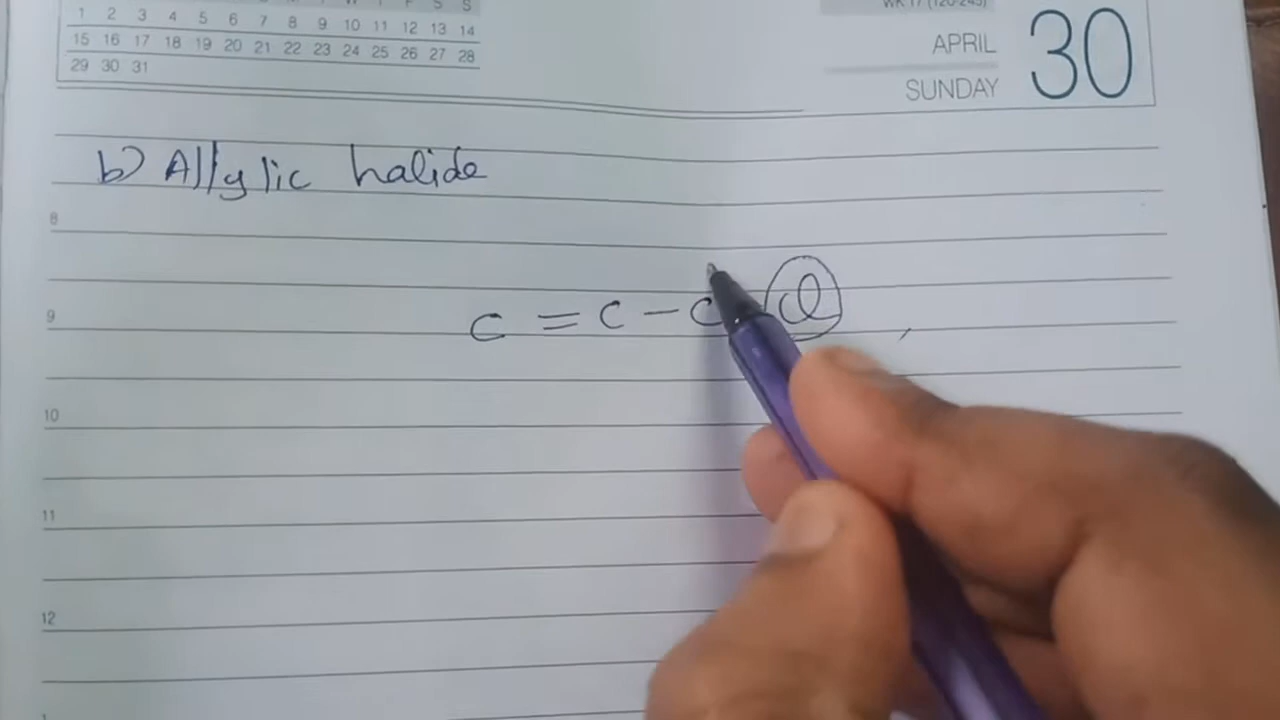 S S
1 2 3 4 5 6 7 8 9 10 11 12 13 14
15 16 17 18 19 20 21 22 23 24 25 26 27 28
29 30 31
APRIL
SUNDAY
30
b) Allylic halide
8
C = C - C Cl
9
10
11
12